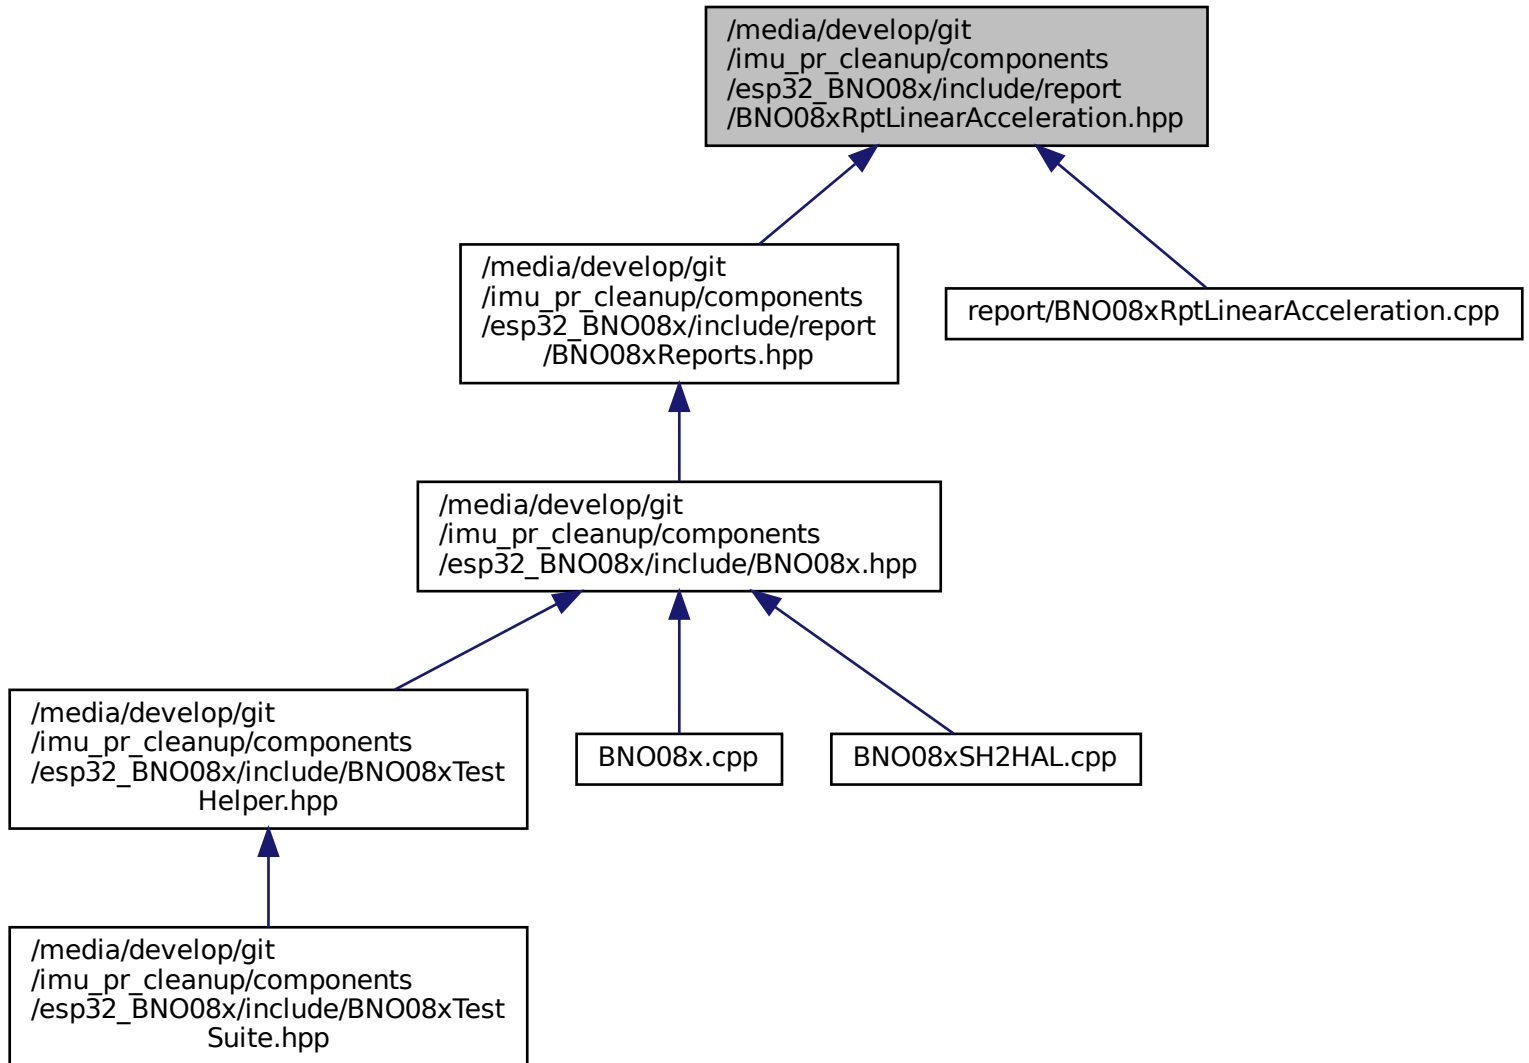 /media/develop/git
/imu_pr_cleanup/components
/esp32_BNO08x/include/report
/BNO08xRptLinearAcceleration.hpp
/media/develop/git
/imu_pr_cleanup/components
/esp32_BNO08x/include/report
/BNO08xReports.hpp
report/BNO08xRptLinearAcceleration.cpp
/media/develop/git
/imu_pr_cleanup/components
/esp32_BNO08x/include/BNO08x.hpp
/media/develop/git
/imu_pr_cleanup/components
/esp32_BNO08x/include/BNO08xTest
Helper.hpp
BNO08x.cpp
BNO08xSH2HAL.cpp
/media/develop/git
/imu_pr_cleanup/components
/esp32_BNO08x/include/BNO08xTest
Suite.hpp